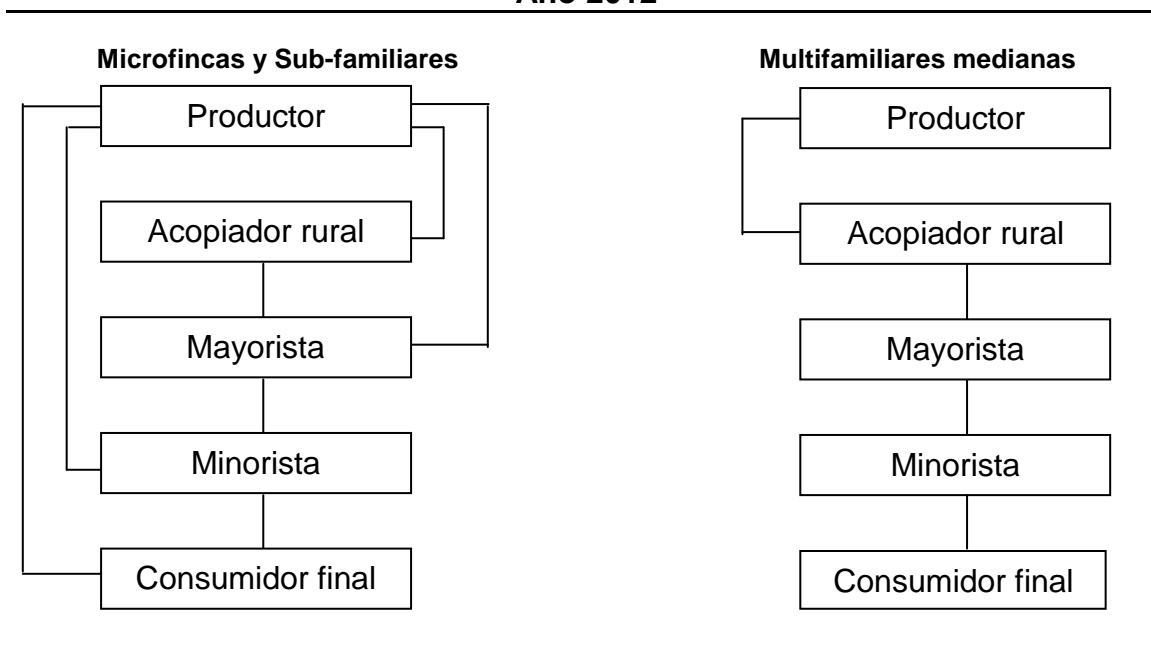 Microfincas y Sub-familiares
Productor
Acopiador rural
Mayorista
Minorista
Consumidor final
Multifamiliares medianas
Productor
Acopiador rural
Mayorista
Minorista
Consumidor final